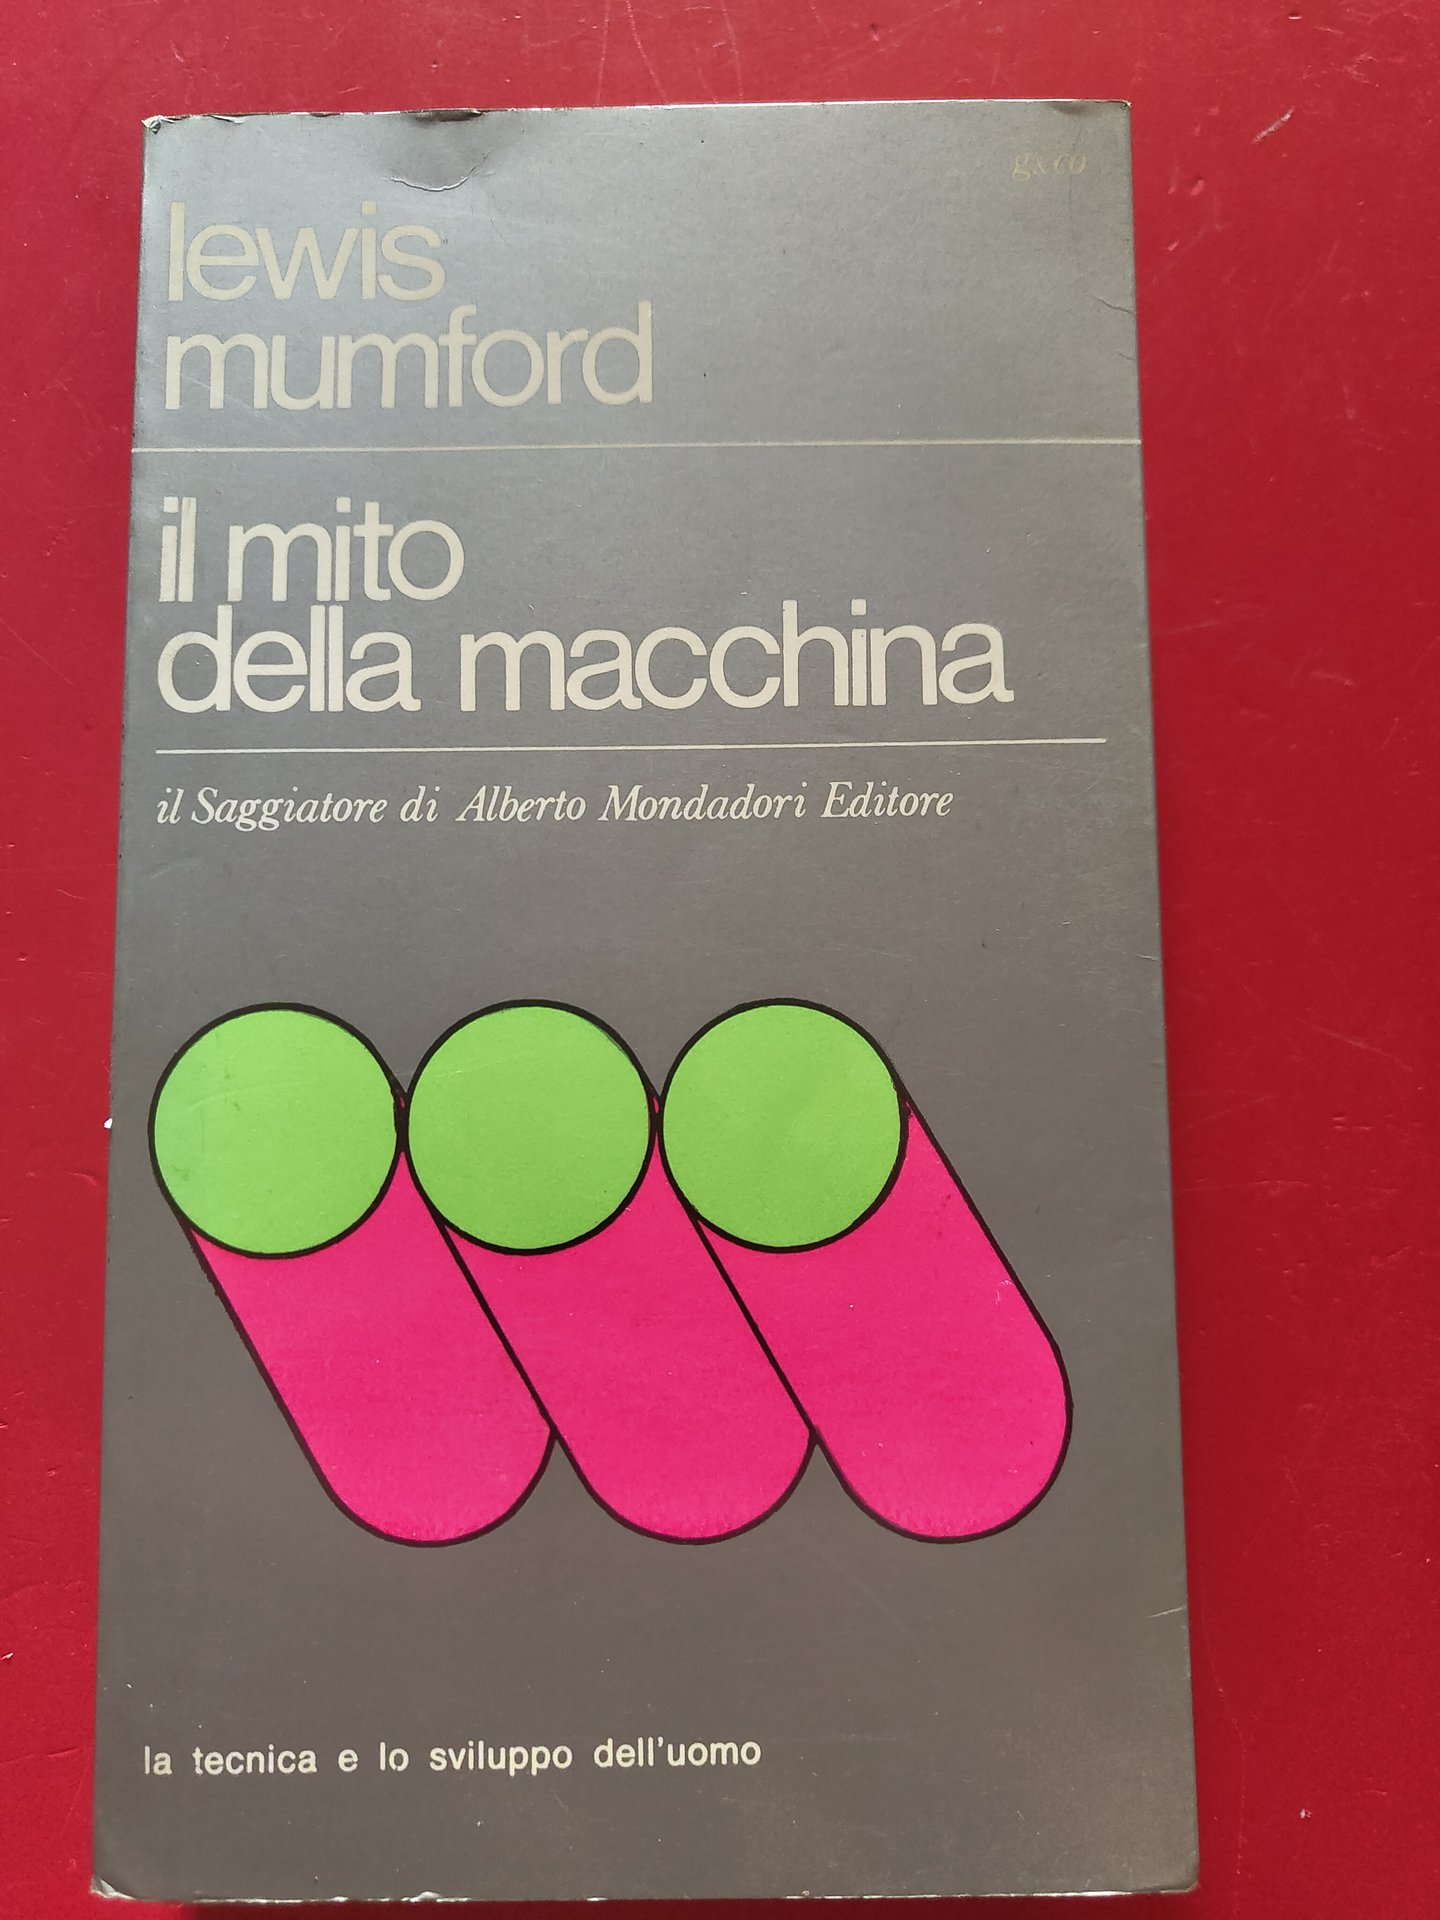 lewis
mumford
il mito
della macchina
il Saggiatore di Alberto Mondadori Editore
la tecnica e lo sviluppo dell'uomo